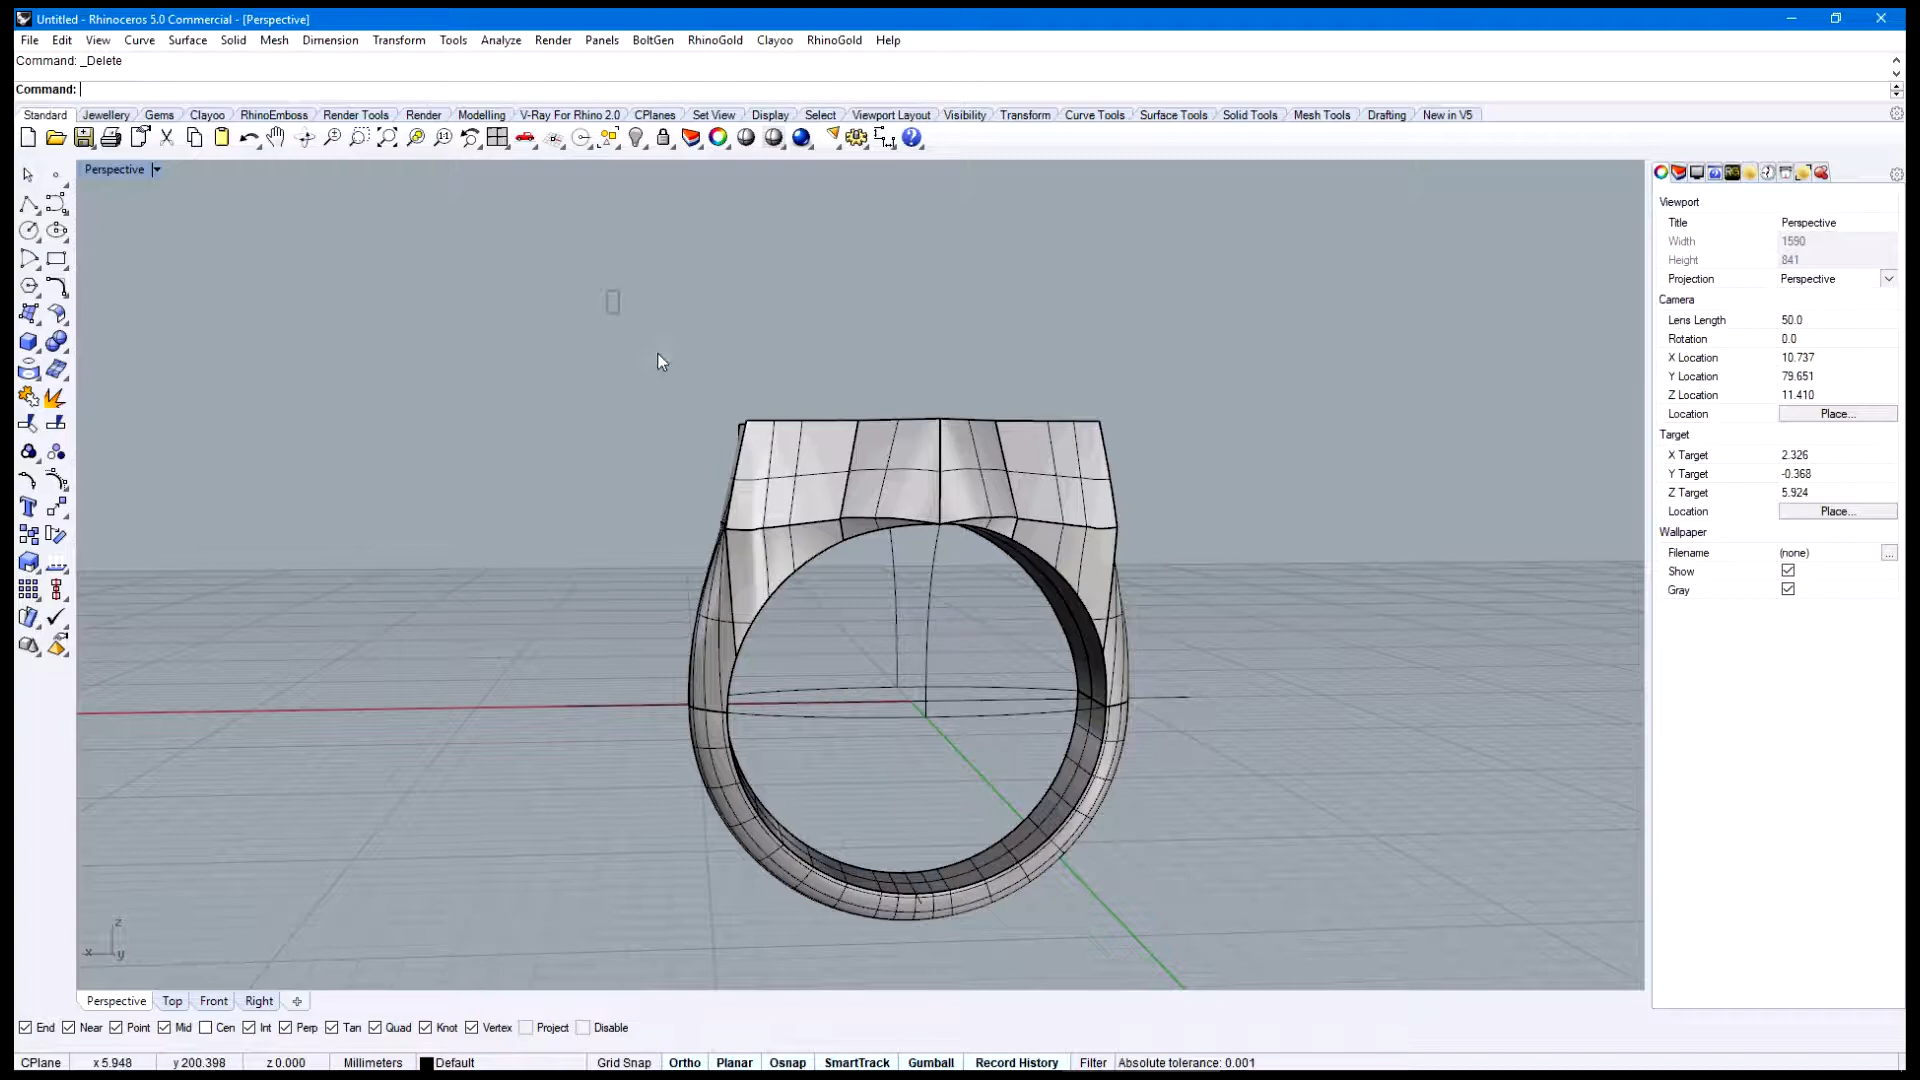 Untitled - Rhinoceros 5.0 Commercial - [Perspective]
File Edit View Curve Surface Solid Mesh Dimension Transform Tools Analyze Render Panels BoltGen RhinoGold Clayoo RhinoGold Help
Command: _Delete
Command:
Standard Jewellery Gems Clayoo RhinoEmboss Render Tools Render Modelling V-Ray For Rhino 2.0 CPlanes Set View Display Select Viewport Layout Visibility Transform Curve Tools Surface Tools Solid Tools Mesh Tools Drafting New in V5
Perspective
Viewport
Title Perspective
Width 1590
Height 841
Projection Perspective
Camera
Lens Length 50.0
Rotation 0.0
X Location 10.737
Y Location 79.651
Z Location 11.410
Location Place...
Target
X Target 2.326
Y Target -0.368
Z Target 5.924
Location Place...
Wallpaper
Filename (none) ...
Show
Gray
z
x y
Perspective Top Front Right
End Near Point Mid Cen Int Perp Tan Quad Knot Vertex Project Disable
CPlane x 5.948 y 200.398 z 0.000 Millimeters Default Grid Snap Ortho Planar Osnap SmartTrack Gumball Record History Filter Absolute tolerance: 0.001